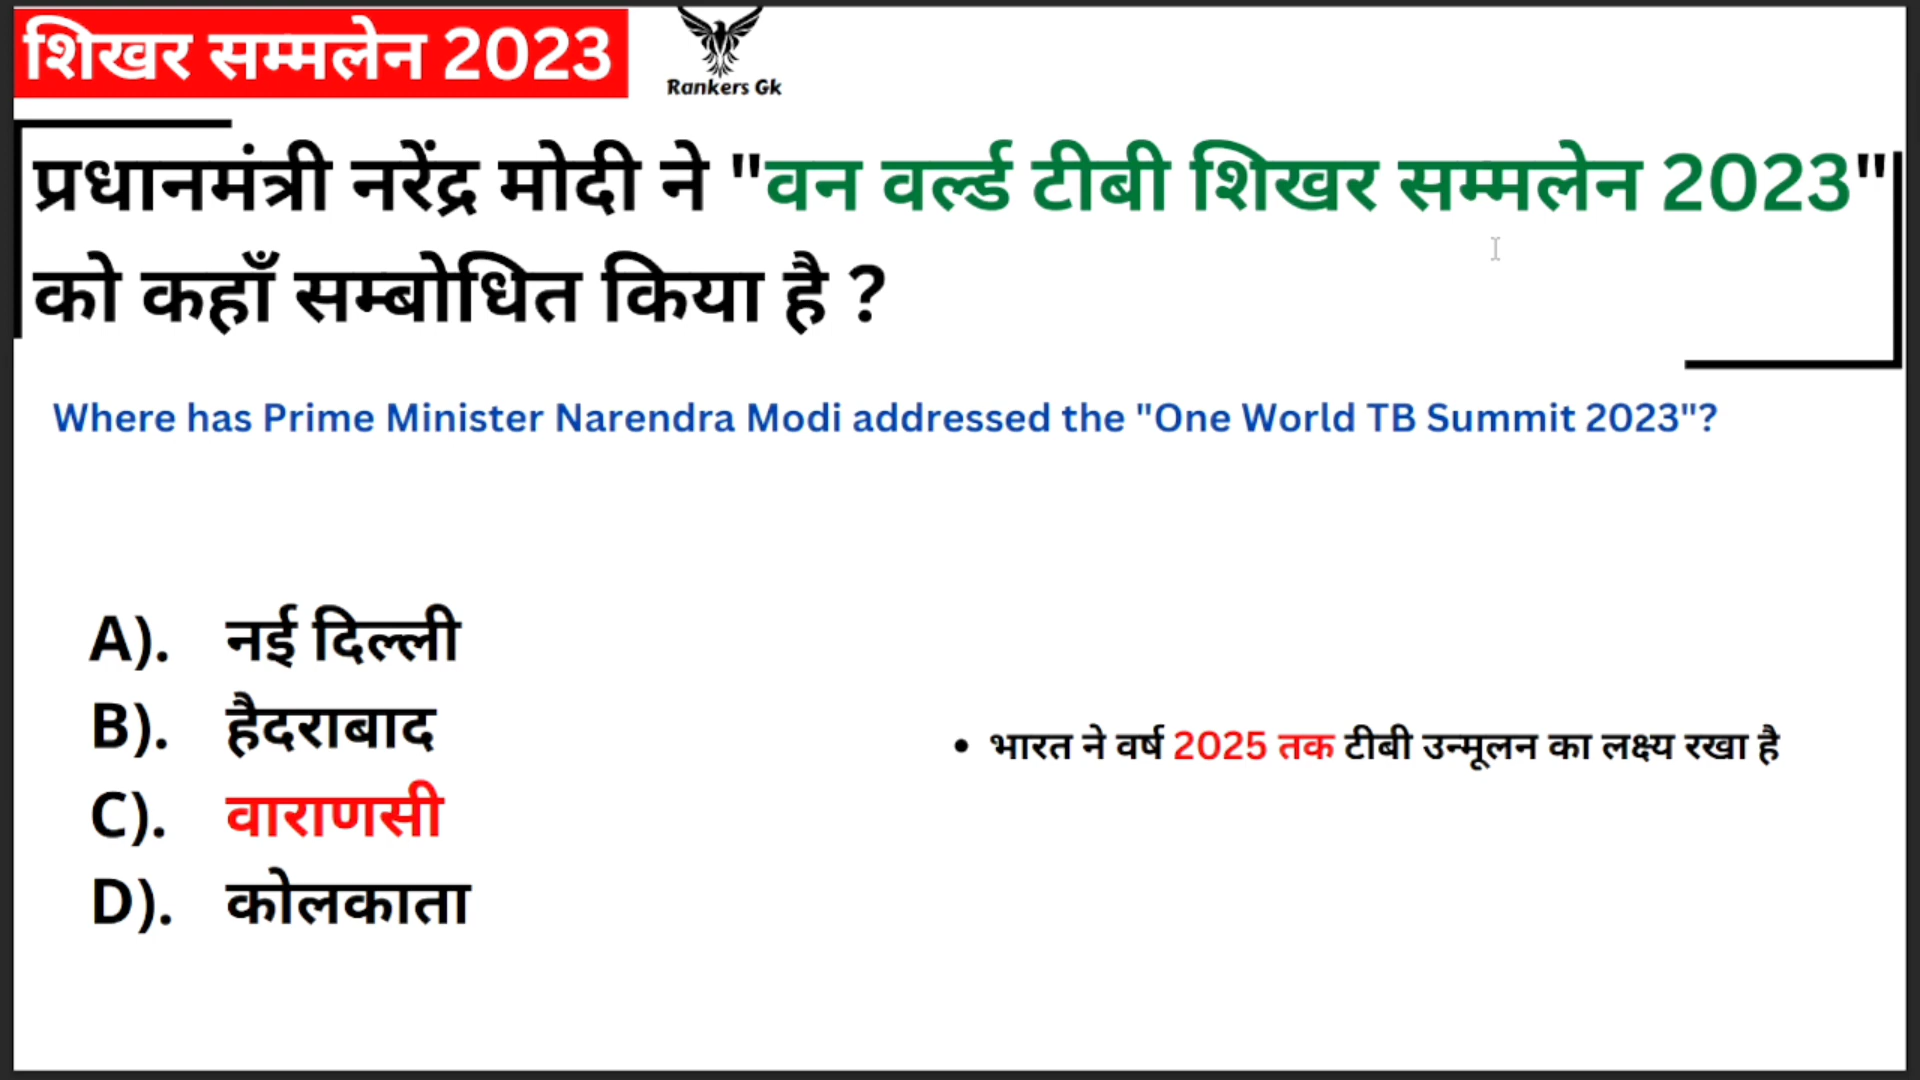 शिखर सम्मलेन 2023
Rankers Gk
प्रधानमंत्री नरेंद्र मोदी ने "वन वर्ल्ड टीबी शिखर सम्मलेन 2023"
को कहाँ सम्बोधित किया है ?
Where has Prime Minister Narendra Modi addressed the "One World TB Summit 2023"?
A). नई दिल्ली
B). हैदराबाद
• भारत ने वर्ष 2025 तक टीबी उन्मूलन का लक्ष्य रखा है
C). वाराणसी
D). कोलकाता